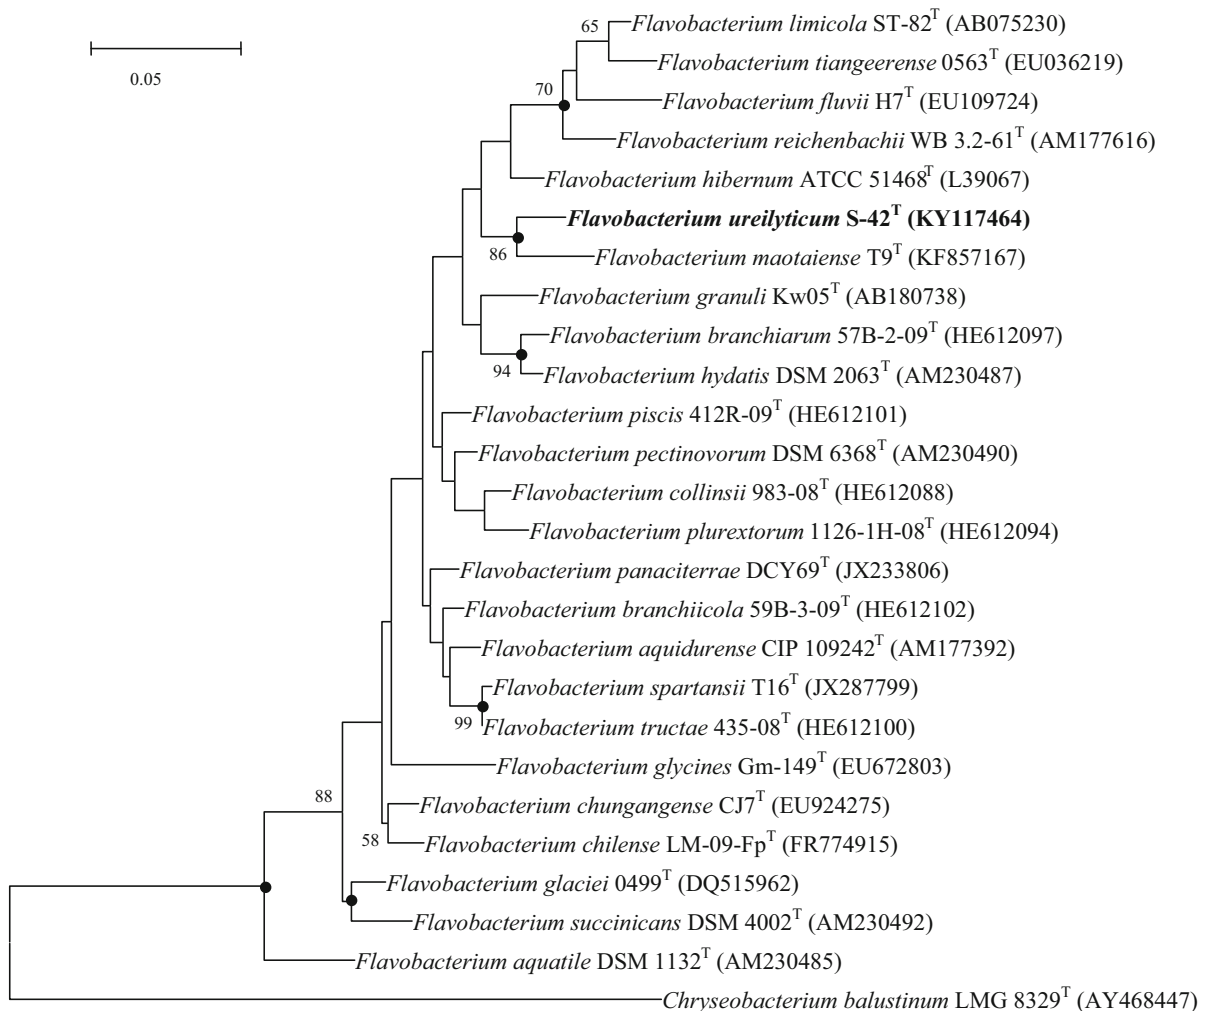 65
Flavobacterium limicola ST-82T (AB075230)
0.05
Flavobacterium tiangeerense 0563T (EU036219)
70
Flavobacterium fluvii H7T (EU109724)
Flavobacterium reichenbachii WB 3.2-61T (AM177616)
Flavobacterium hibernum ATCC 51468T (L39067)
Flavobacterium ureilyticum S-42T (KY117464)
86
Flavobacterium maotaiense T9T (KF857167)
Flavobacterium granuli Kw05T (AB180738)
Flavobacterium branchiarum 57B-2-09T (HE612097)
94
Flavobacterium hydatis DSM 2063T (AM230487)
Flavobacterium piscis 412R-09T (HE612101)
Flavobacterium pectinovorum DSM 6368T (AM230490)
Flavobacterium collinsii 983-08T (HE612088)
Flavobacterium plurextorum 1126-1H-08T (HE612094)
Flavobacterium panaciterrae DCY69T (JX233806)
Flavobacterium branchiicola 59B-3-09T (HE612102)
Flavobacterium aquidurense CIP 109242T (AM177392)
Flavobacterium spartansii T16T (JX287799)
99
Flavobacterium tructae 435-08T (HE612100)
Flavobacterium glycines Gm-149T (EU672803)
88
Flavobacterium chungangense CJ7T (EU924275)
58
Flavobacterium chilense LM-09-FpT (FR774915)
Flavobacterium glaciei 0499T (DQ515962)
Flavobacterium succinicans DSM 4002T (AM230492)
Flavobacterium aquatile DSM 1132T (AM230485)
Chryseobacterium balustinum LMG 8329T (AY468447)